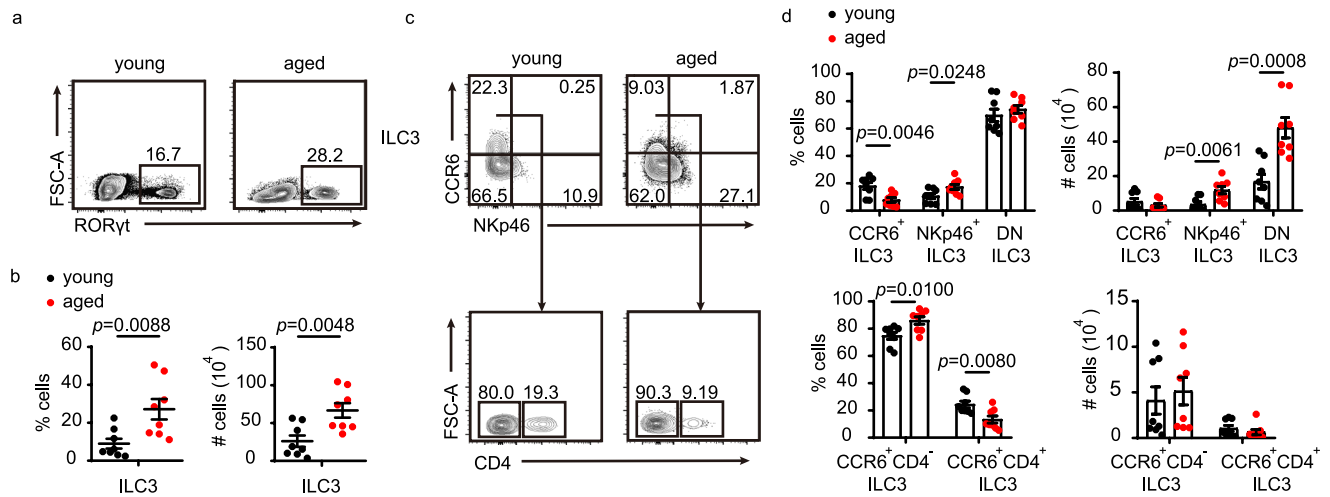 a
young
aged
FSC-A
16.7
28.2
RORγt
b
young
aged
p=0.0088
p=0.0048
% cells
60
40
20
0
ILC3
# cells (10⁴)
150
100
50
0
ILC3
c
young
aged
ILC3
CCR6
22.3
0.25
66.5
10.9
9.03
1.87
62.0
27.1
NKp46
FSC-A
80.0
19.3
90.3
9.19
CD4
d
young
aged
% cells
100
80
60
40
20
0
p=0.0046
p=0.0248
CCR6⁺
ILC3
NKp46⁺
ILC3
DN
ILC3
# cells (10⁴)
80
60
40
20
0
p=0.0061
p=0.0008
CCR6⁺
ILC3
NKp46⁺
ILC3
DN
ILC3
% cells
100
80
60
40
20
0
p=0.0100
p=0.0080
CCR6⁺CD4⁻
ILC3
CCR6⁺CD4⁺
ILC3
# cells (10⁴)
15
10
5
0
CCR6⁺CD4⁻
ILC3
CCR6⁺CD4⁺
ILC3